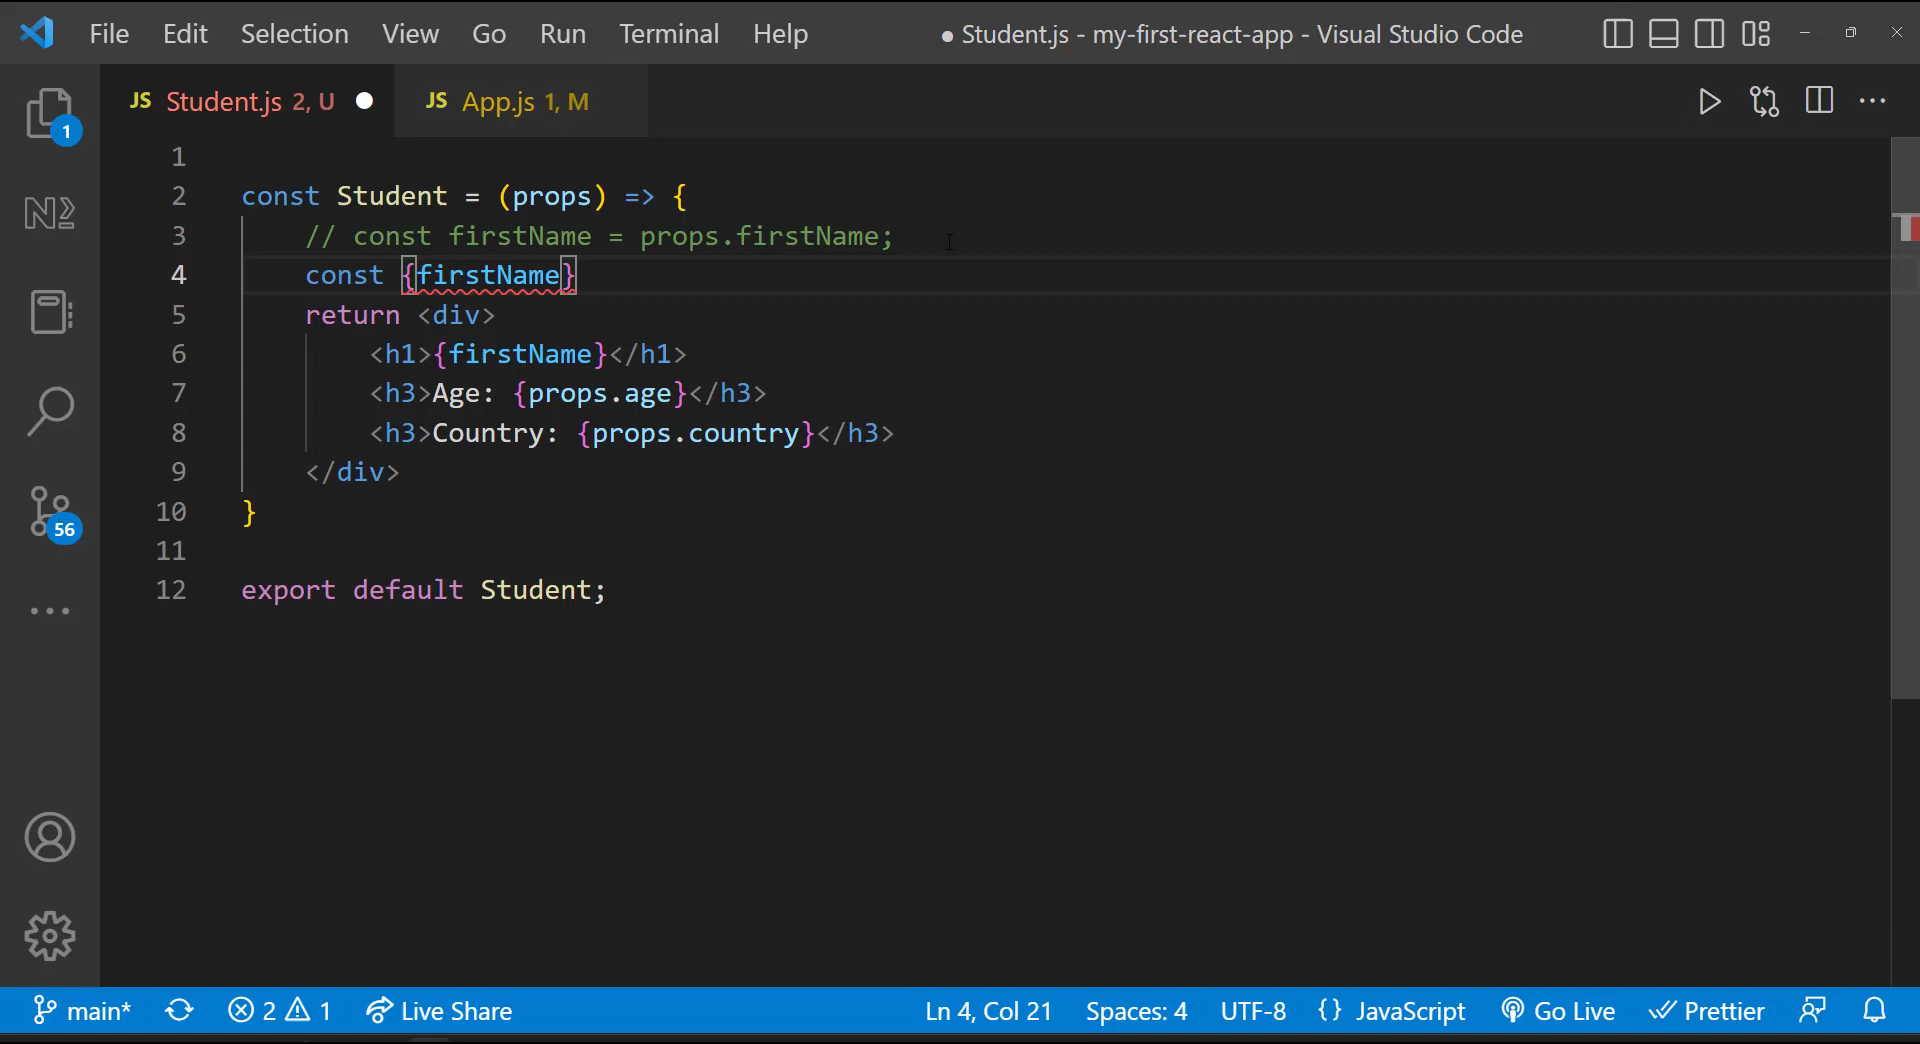 File Edit Selection View Go Run Terminal Help ● Student.js - my-first-react-app - Visual Studio Code
JS Student.js 2, U ● JS App.js 1, M
1
1
2 const Student = (props) => {
3 // const firstName = props.firstName;
4 const {firstName}
5 return <div>
6 <h1>{firstName}</h1>
7 <h3>Age: {props.age}</h3>
8 <h3>Country: {props.country}</h3>
9 </div>
10 }
11
12 export default Student;
56
main* 2 1 Live Share Ln 4, Col 21 Spaces: 4 UTF-8 {} JavaScript Go Live Prettier